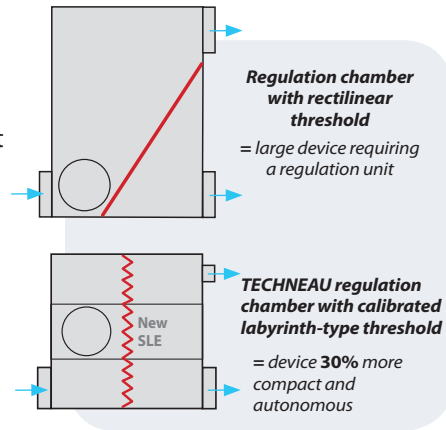 Regulation chamber
with rectilinear
threshold
= large device requiring
a regulation unit
t
New
SLE
TECHNEAU regulation
chamber with calibrated
labyrinth-type threshold
= device 30% more
compact and
autonomous